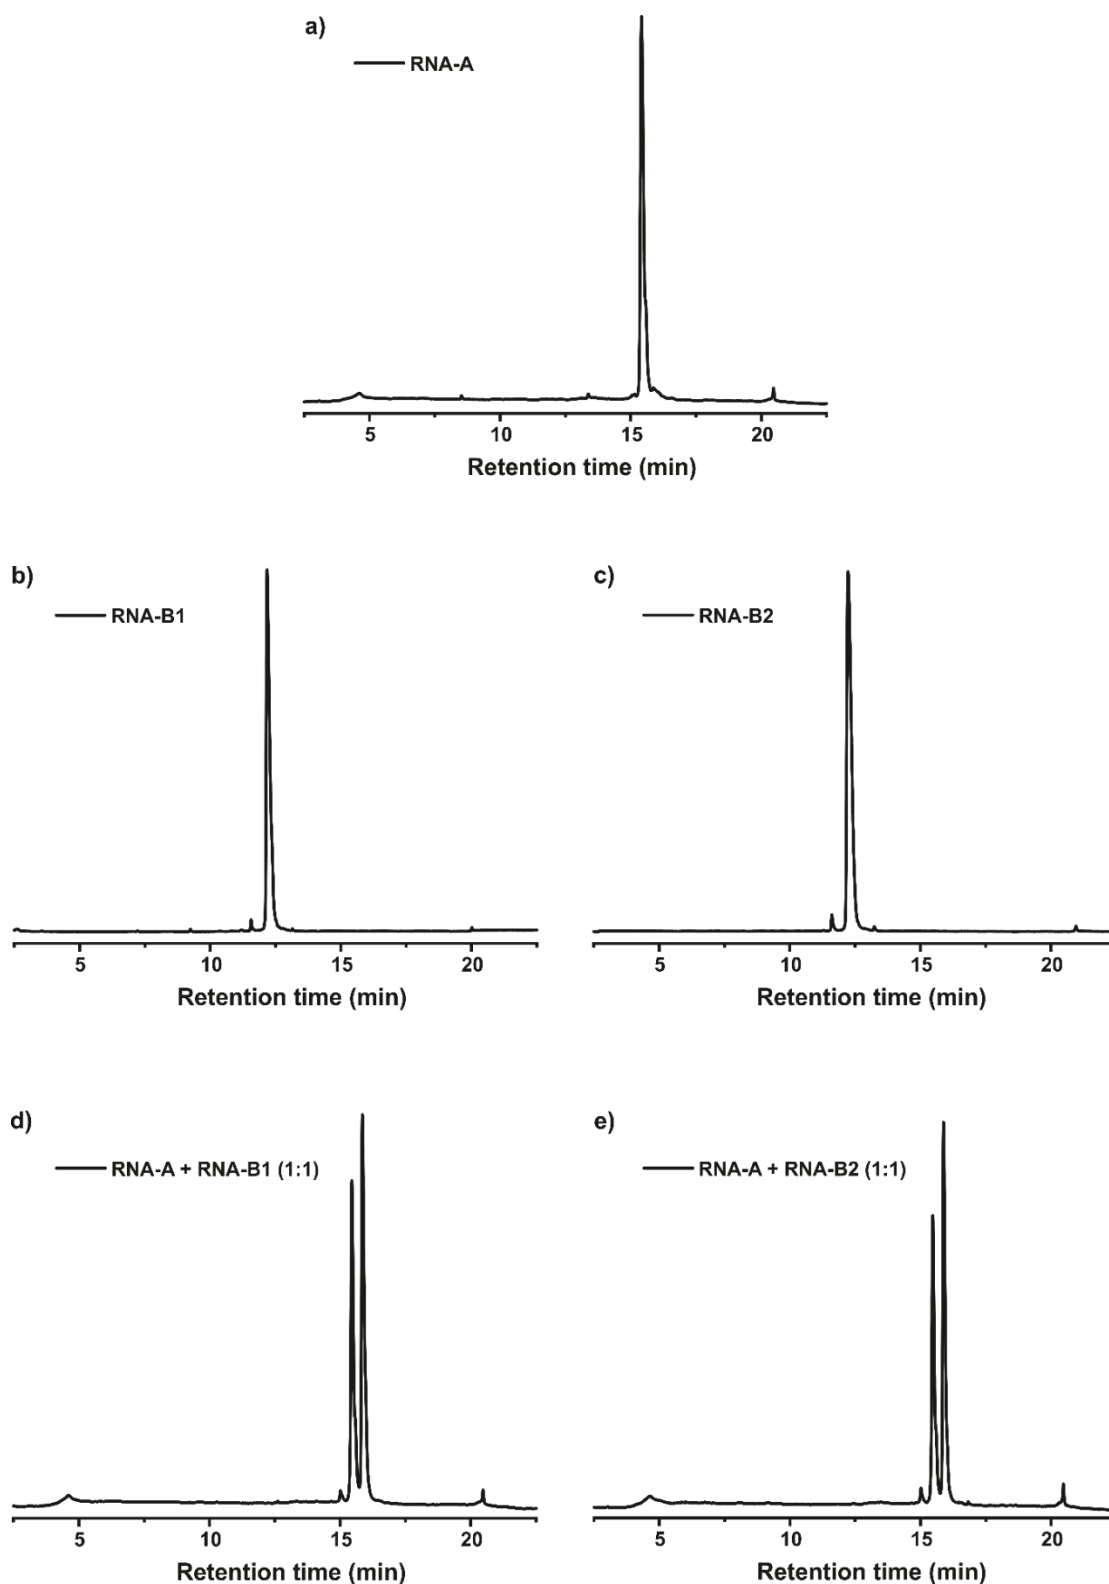 a)
RNA-A
5 10 15 20
Retention time (min)
b) c)
RNA-B1 RNA-B2
5 10 15 20 5 10 15 20
Retention time (min) Retention time (min)
d) e)
RNA-A + RNA-B1 (1:1) RNA-A + RNA-B2 (1:1)
5 10 15 20 5 10 15 20
Retention time (min) Retention time (min)